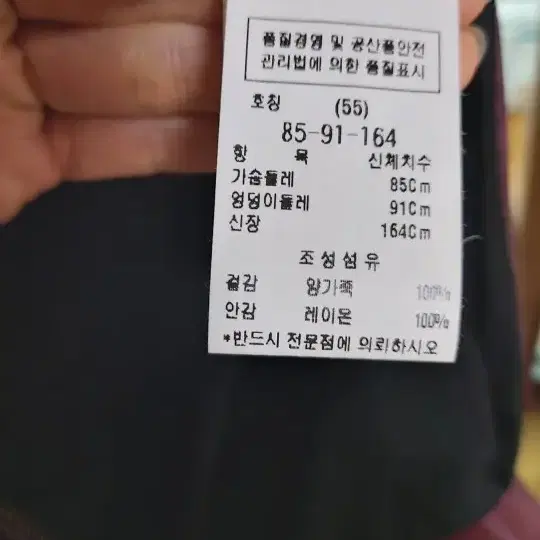 품질경영 및 공산품안전
관리법에 의한 품질표시
호칭 (55)
85-91-164
항 목 신체치수
가슴둘레 85Cm
엉덩이둘레 91Cm
신장 164Cm
조성섬유
겉감 양가죽 100%
안감 레이온 100%
*반드시 전문점에 의뢰하시오